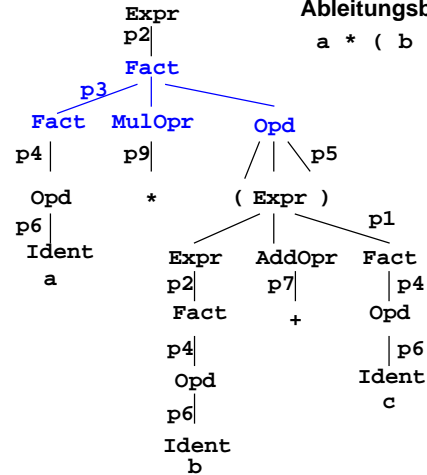 Expr
p2
Fact
p3
Fact MulOpr Opd
p4 p9 p5
Opd * ( Expr )
p6 p1
Ident
a
Expr AddOpr Fact
p2 p7 p4
Fact + Opd
p4 p6
Opd Ident
c
p6
Ident
b
a * ( b